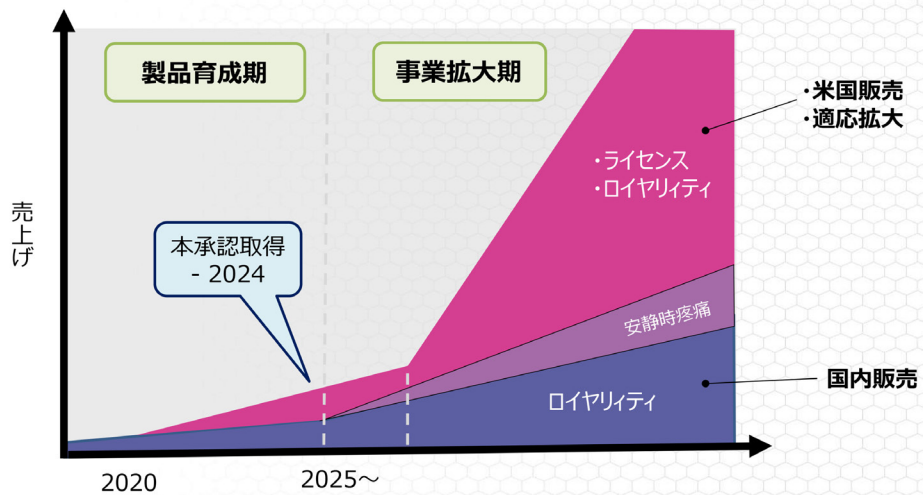 製品育成期
事業拡大期
・米国販売
・適応拡大
・ライセンス
・ロイヤリィティ
売上げ
本承認取得
- 2024
安静時疼痛
国内販売
ロイヤリィティ
2020
2025～